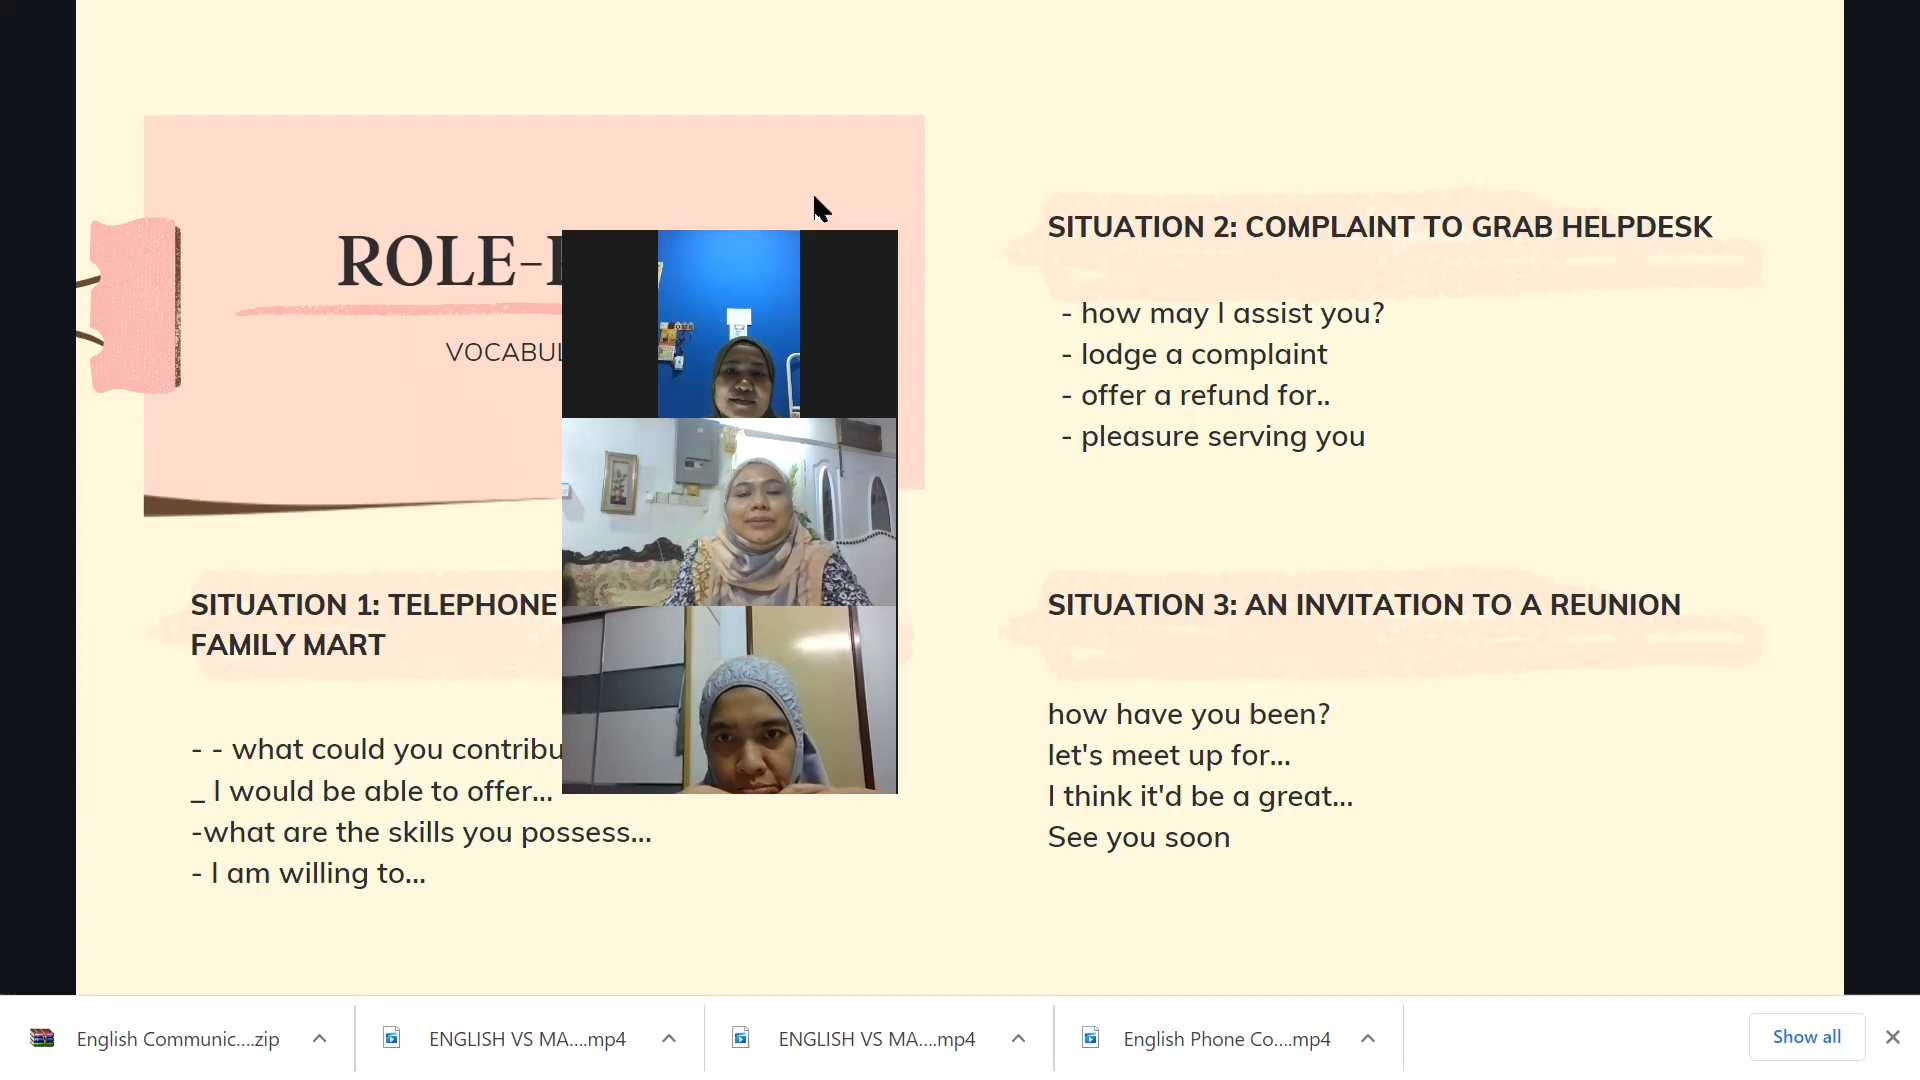 ROLE-
VOCABUL
SITUATION 1: TELEPHONE
FAMILY MART
- - what could you contribu
_ I would be able to offer...
-what are the skills you possess...
- I am willing to...
SITUATION 2: COMPLAINT TO GRAB HELPDESK
- how may I assist you?
- lodge a complaint
- offer a refund for..
- pleasure serving you
SITUATION 3: AN INVITATION TO A REUNION
how have you been?
let's meet up for...
I think it'd be a great...
See you soon
English Communic....zip
ENGLISH VS MA....mp4
ENGLISH VS MA....mp4
English Phone Co....mp4
Show all